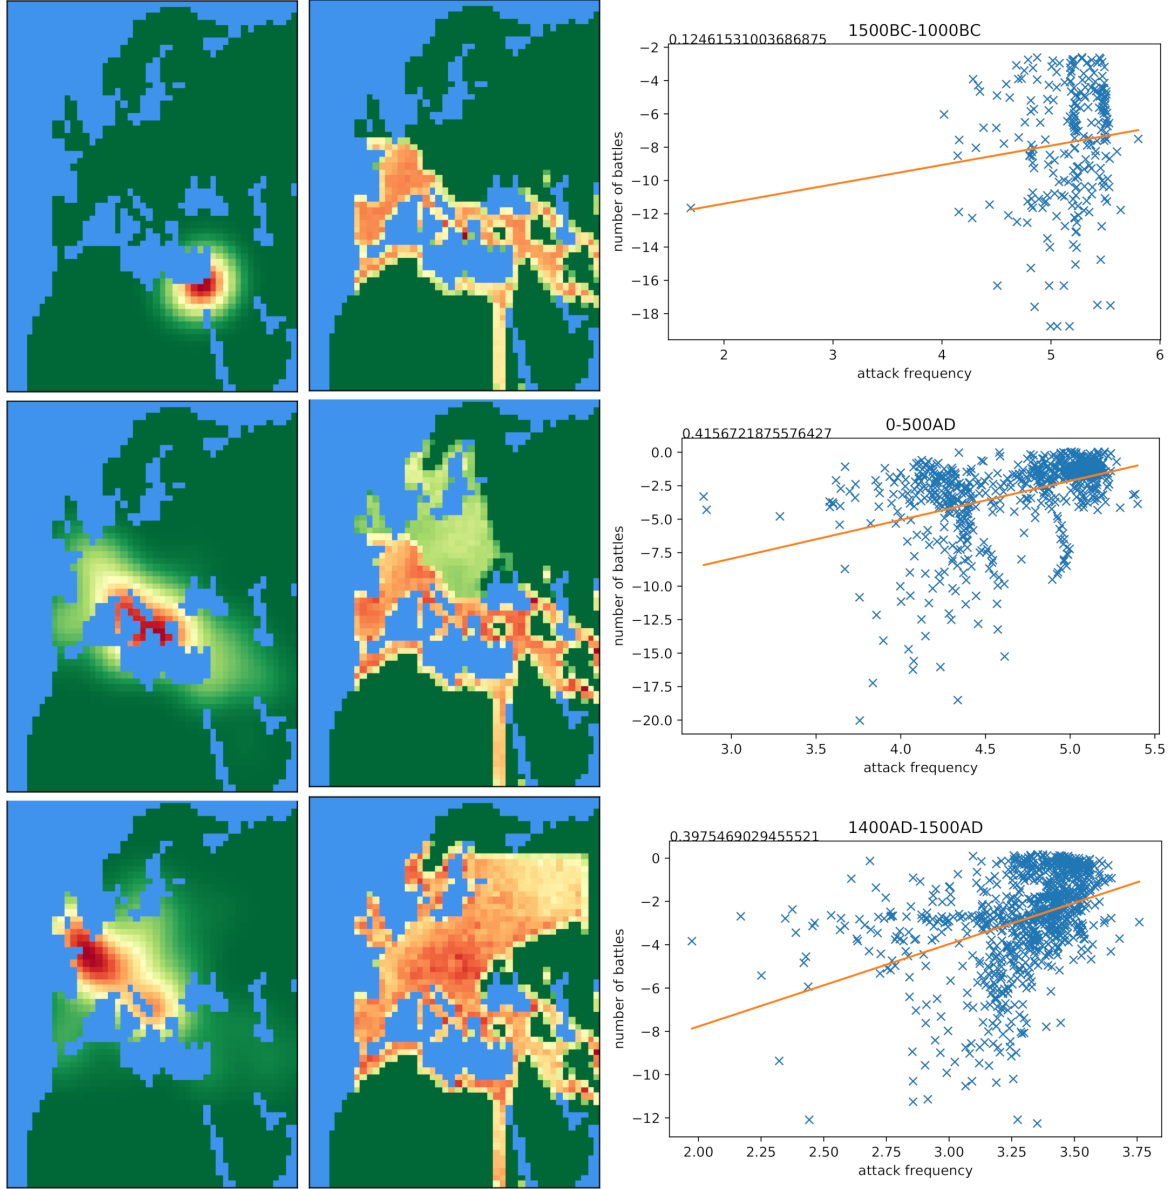 1500BC-1000BC
0.12461531003686875
−2
−4
−6
−8
−10
−12
−14
−16
−18
number of battles
2 3 4 5 6
attack frequency
0-500AD
0.4156721875576427
0.0
−2.5
−5.0
−7.5
−10.0
−12.5
−15.0
−17.5
−20.0
number of battles
3.0 3.5 4.0 4.5 5.0 5.5
attack frequency
1400AD-1500AD
0.3975469029455521
0
−2
−4
−6
−8
−10
−12
number of battles
2.00 2.25 2.50 2.75 3.00 3.25 3.50 3.75
attack frequency